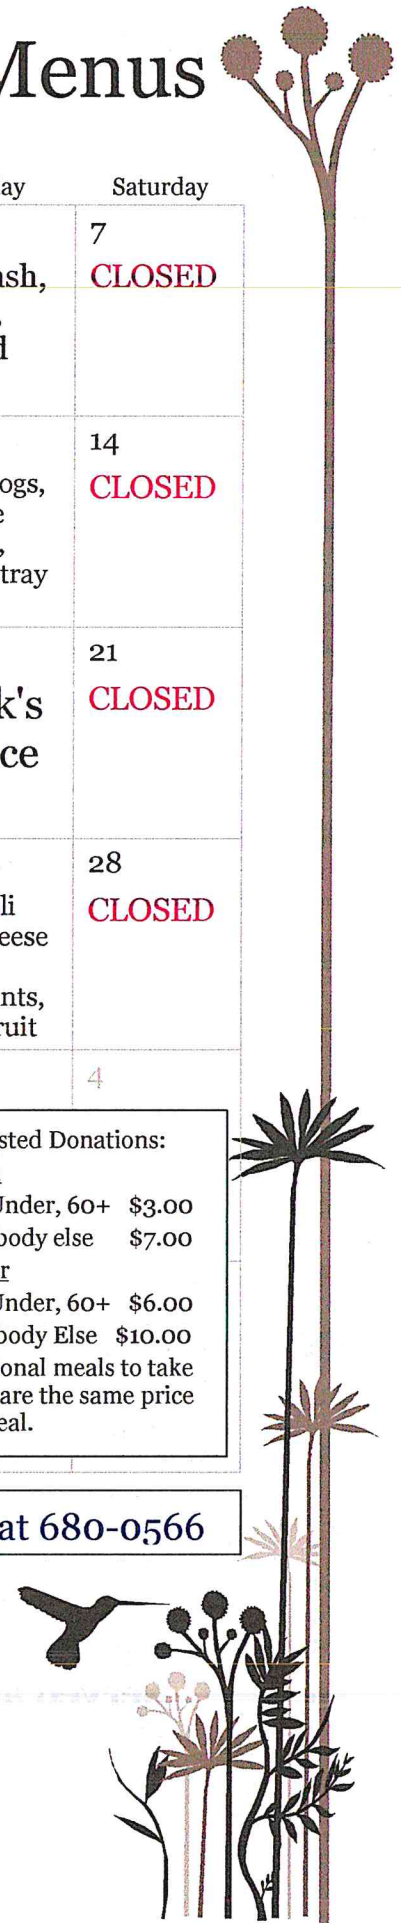 Menus
ay Saturday
7
ash, CLOSED
d
14
ogs, CLOSED
e
,
tray
21
k's CLOSED
ce
28
li CLOSED
eese
nts,
ruit
4
sted Donations:
Under, 60+ $3.00
body else $7.00
r
Under, 60+ $6.00
body Else $10.00
onal meals to take
are the same price
eal.
at 680-0566